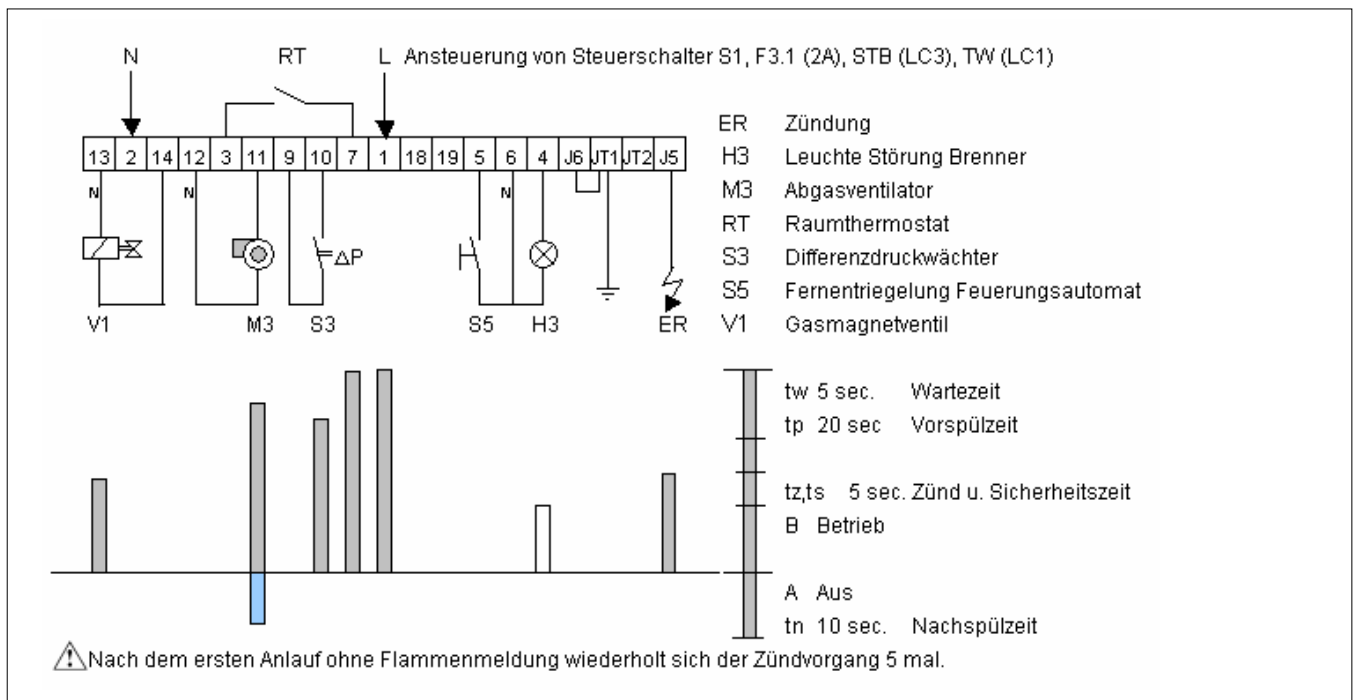 N RT L Ansteuerung von Steuerschalter S1, F3.1 (2A), STB (LC3), TW (LC1)
13 2 14 12 3 11 9 10 7 1 18 19 5 6 4 J6 JT1 JT2 J5
N N N
ΔP
V1 M3 S3 S5 H3 ER
ER Zündung
H3 Leuchte Störung Brenner
M3 Abgasventilator
RT Raumthermostat
S3 Differenzdruckwächter
S5 Fernentriegelung Feuerungsautomat
V1 Gasmagnetventil
tw 5 sec. Wartezeit
tp 20 sec Vorspülzeit
tz,ts 5 sec. Zünd u. Sicherheitszeit
B Betrieb
A Aus
tn 10 sec. Nachspülzeit
Nach dem ersten Anlauf ohne Flammenmeldung wiederholt sich der Zündvorgang 5 mal.